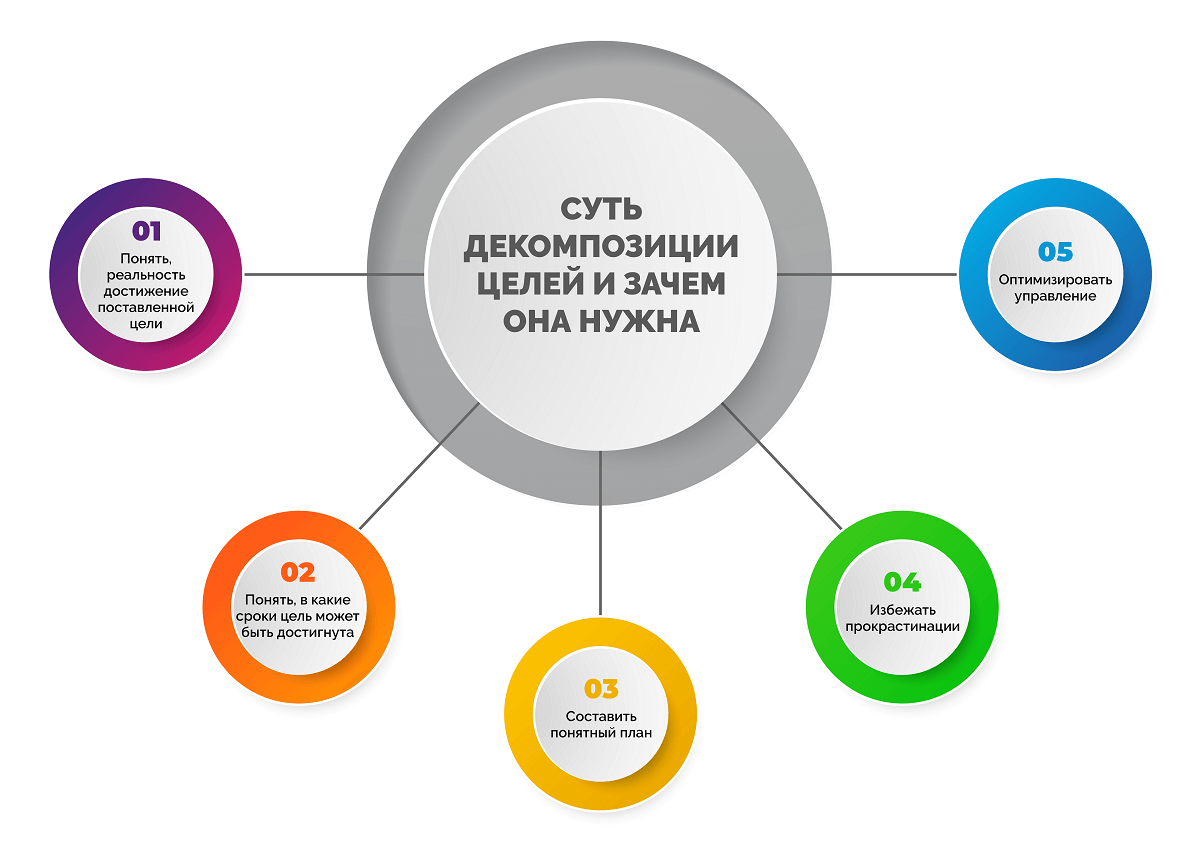 СУТЬ
ДЕКОМПОЗИЦИИ
ЦЕЛЕЙ И ЗАЧЕМ
ОНА НУЖНА
01
Понять,
реальность
достижение
поставленной
цели
02
Понять, в какие
сроки цель может
быть достигнута
03
Составить
понятный план
04
Избежать
прокрастинации
05
Оптимизировать
управление